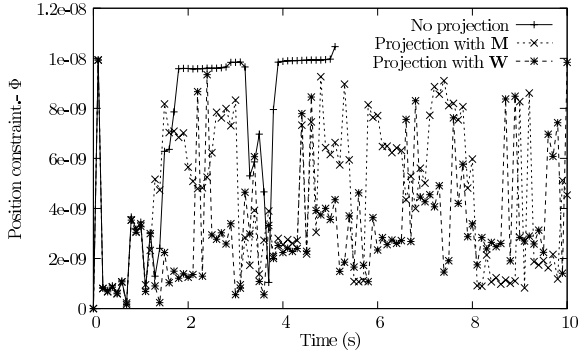 1.2e-08
1e-08
8e-09
6e-09
4e-09
2e-09
0
Position constraint.- Φ
No projection
Projection with M
Projection with W
0 2 4 6 8 10
Time (s)